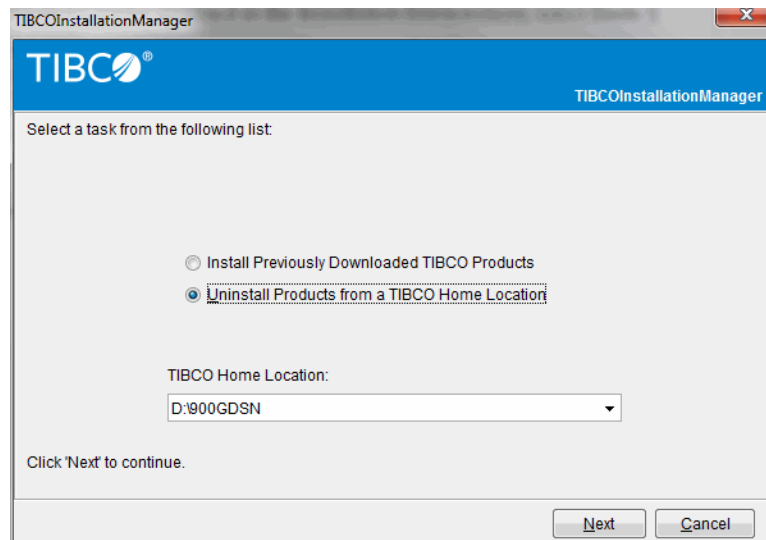 TIBCOInstallationManager
TIBCO®
TIBCOInstallationManager
Select a task from the following list:
Install Previously Downloaded TIBCO Products
Uninstall Products from a TIBCO Home Location
TIBCO Home Location:
D:\900GDSN
Click 'Next' to continue.
Next Cancel